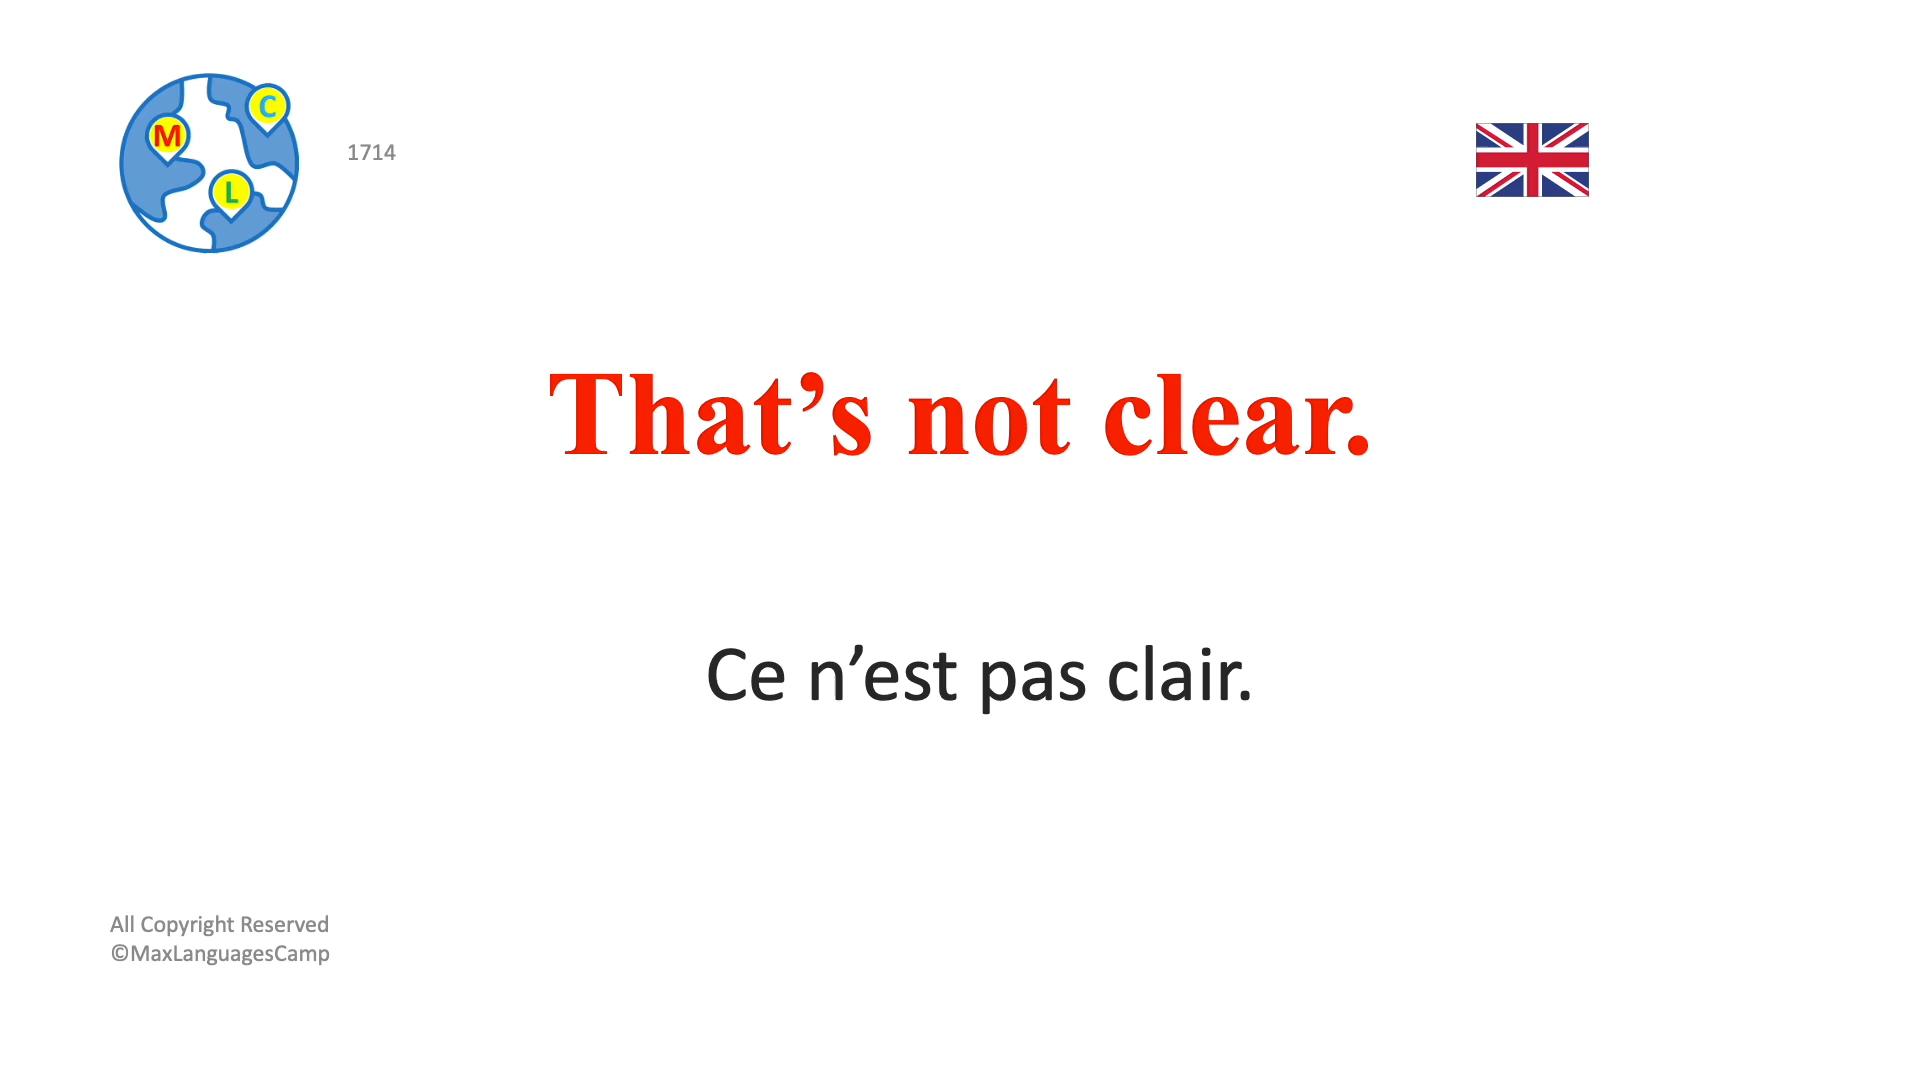 M
C
L
1714
That’s not clear.
Ce n’est pas clair.
All Copyright Reserved
©MaxLanguagesCamp